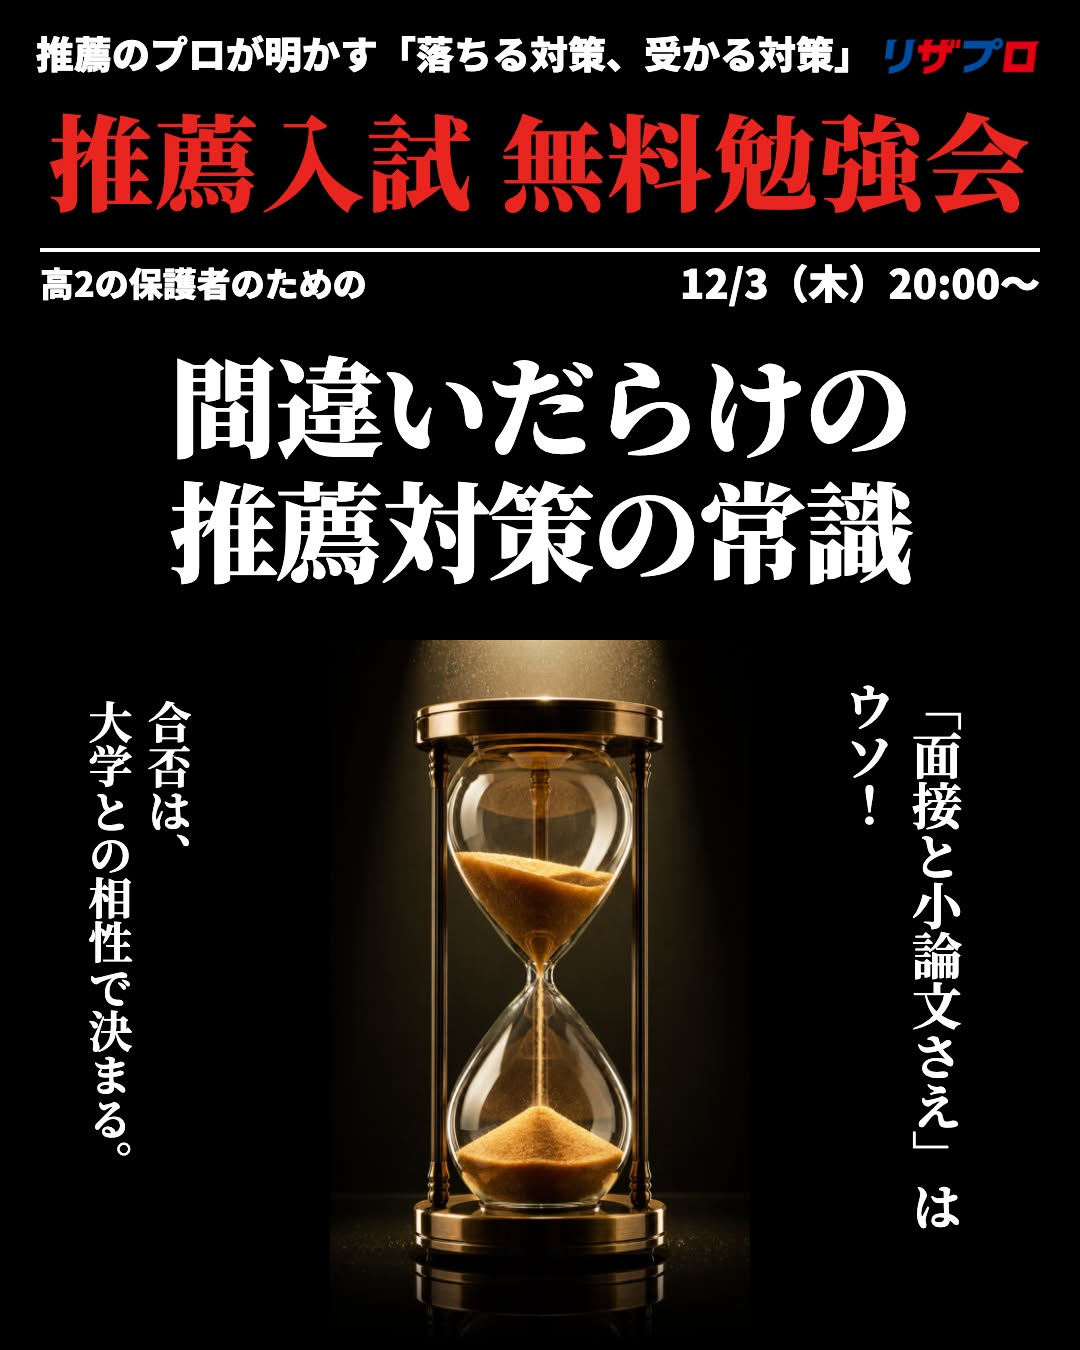 推薦のプロが明かす「落ちる対策、受かる対策」
リザプロ
推薦入試 無料勉強会
高2の保護者のための
12/3（木）20:00〜
間違いだらけの
推薦対策の常識
「面接と小論文さえ」は
ウソ！
合否は、
大学との相性で決まる。